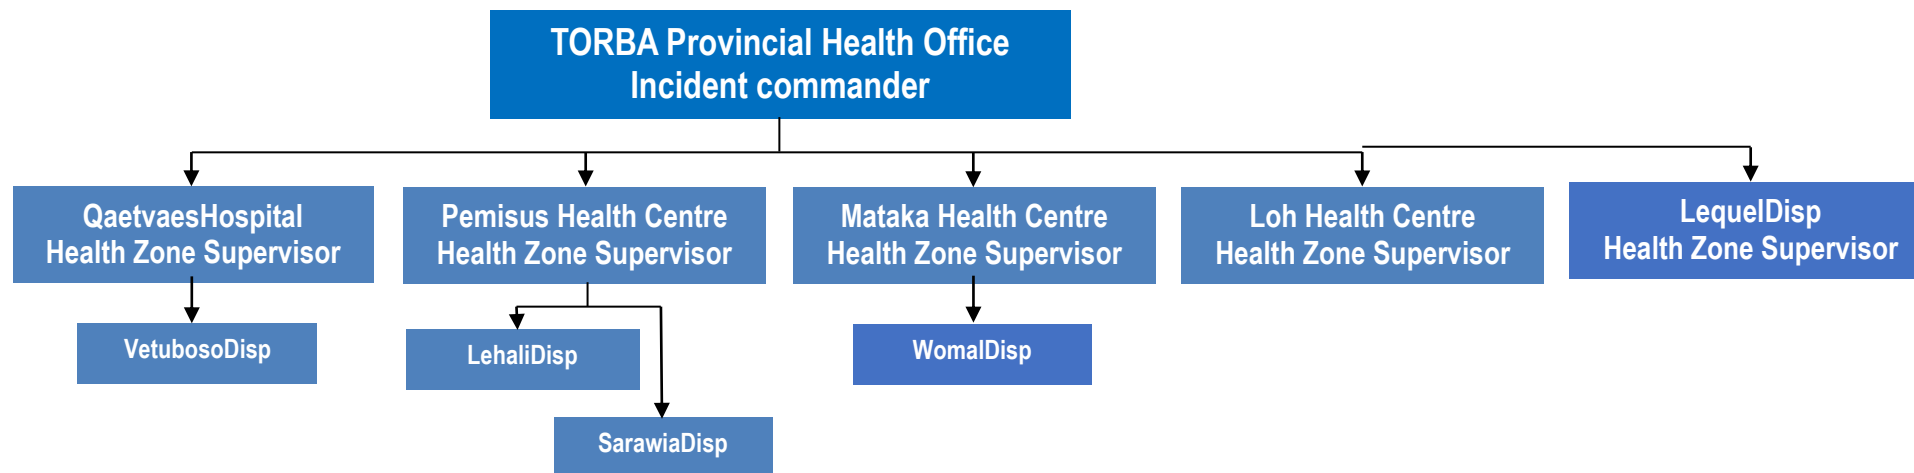 TORBA Provincial Health Office
Incident commander
QaetvaesHospital
Health Zone Supervisor
Pemisus Health Centre
Health Zone Supervisor
Mataka Health Centre
Health Zone Supervisor
Loh Health Centre
Health Zone Supervisor
LequelDisp
Health Zone Supervisor
VetubosoDisp
LehaliDisp
WomalDisp
SarawiaDisp